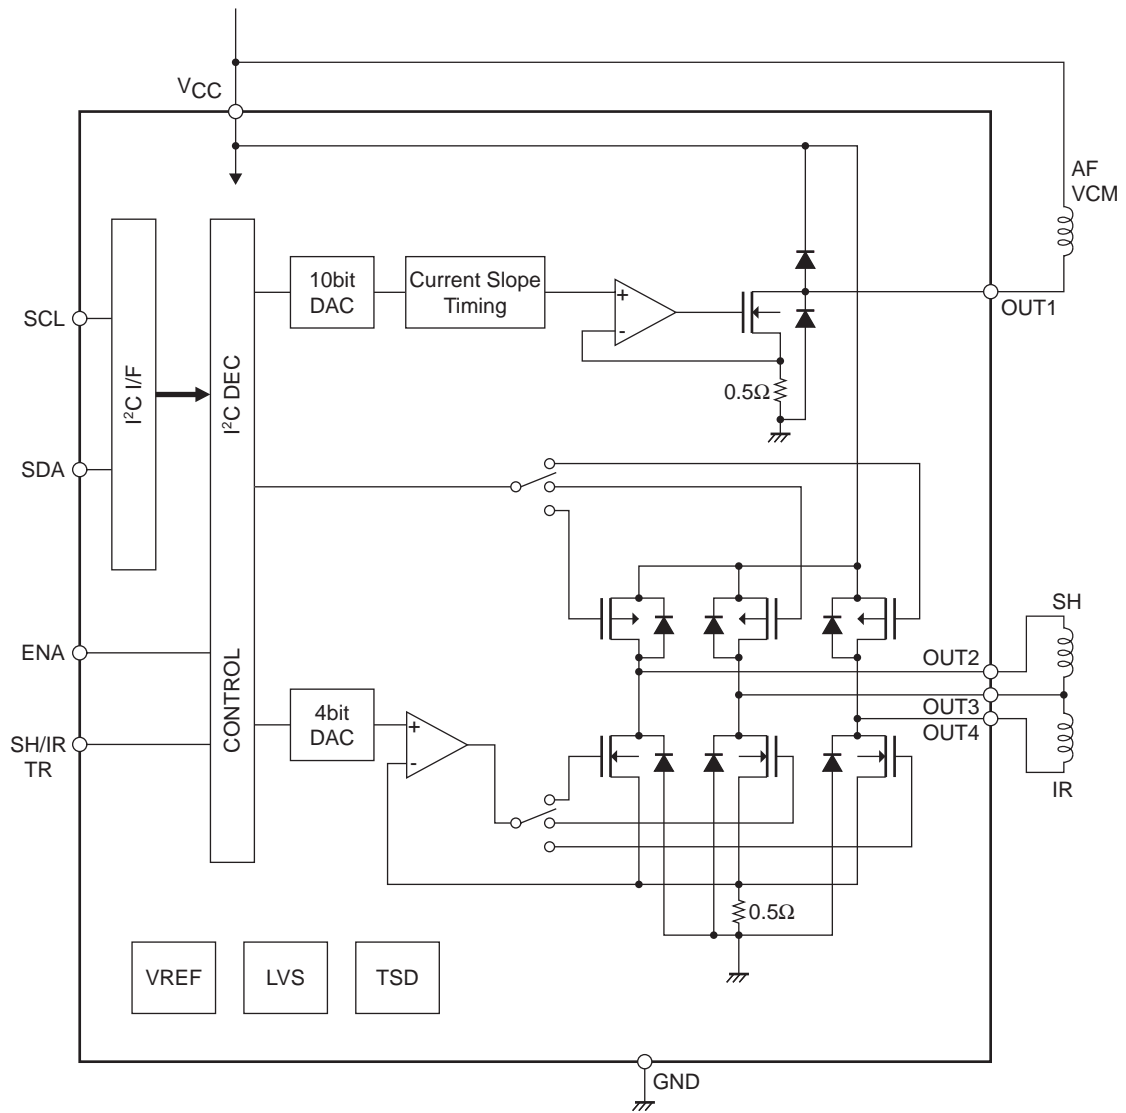 VCC
AF
VCM
10bit
DAC
Current Slope
Timing
+
-
OUT1
SCL
I²C I/F
I²C DEC
0.5Ω
SDA
SH
ENA
OUT2
CONTROL
4bit
DAC
+
-
OUT3
OUT4
SH/IR
TR
IR
0.5Ω
VREF
LVS
TSD
GND